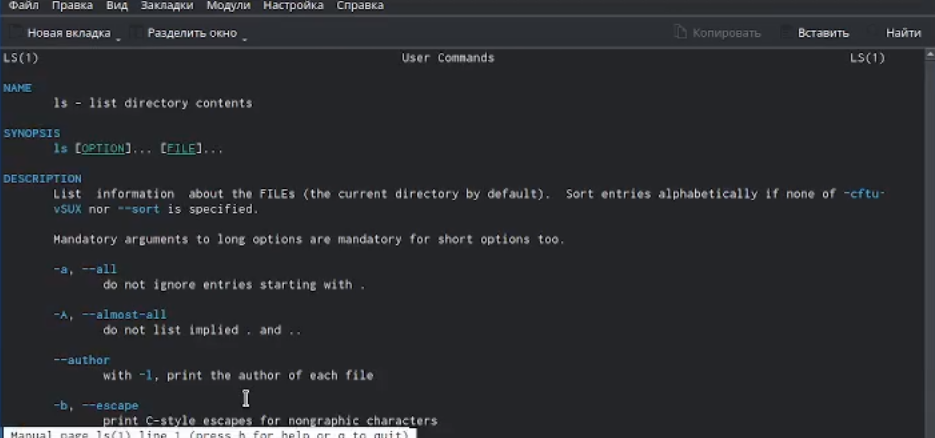 Файл Правка Вид Закладки Модули Настройка Справка
Новая вкладка Разделить окно Копировать Вставить Найти
LS(1) User Commands LS(1)
NAME
ls - list directory contents
SYNOPSIS
ls [OPTION]... [FILE]...
DESCRIPTION
List information about the FILEs (the current directory by default). Sort entries alphabetically if none of -cftu-
vSUX nor --sort is specified.
Mandatory arguments to long options are mandatory for short options too.
-a, --all
do not ignore entries starting with .
-A, --almost-all
do not list implied . and ..
--author
with -l, print the author of each file
-b, --escape
print C-style escapes for nongraphic characters
Manual page ls(1) line 1 (press h for help or q to quit)